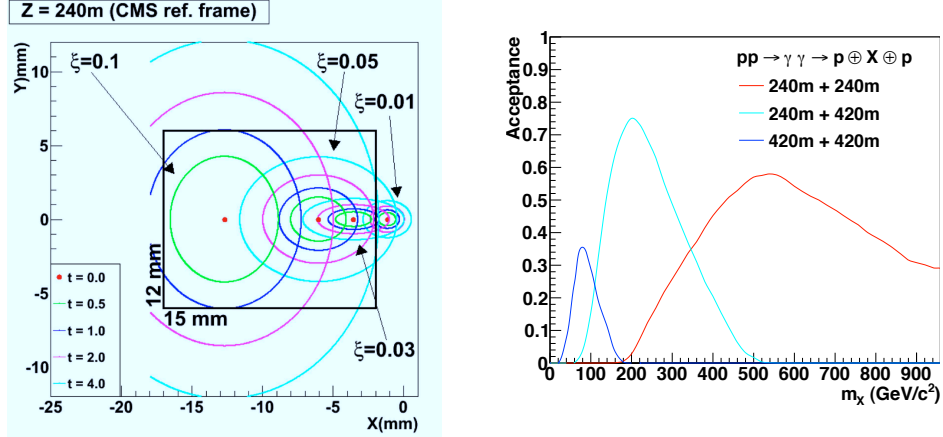 Z = 240m (CMS ref. frame)
Y)mm)
10
5
0
-5
-10
-25
-20
-15
-10
-5
0
X(mm)
ξ=0.1
ξ=0.05
ξ=0.01
ξ=0.03
12 mm
15 mm
t = 0.0
t = 0.5
t = 1.0
t = 2.0
t = 4.0
Acceptance
1
0.9
0.8
0.7
0.6
0.5
0.4
0.3
0.2
0.1
0
0 100 200 300 400 500 600 700 800 900
m_X (GeV/c²)
pp → γ γ → p ⊕ X ⊕ p
240m + 240m
240m + 420m
420m + 420m